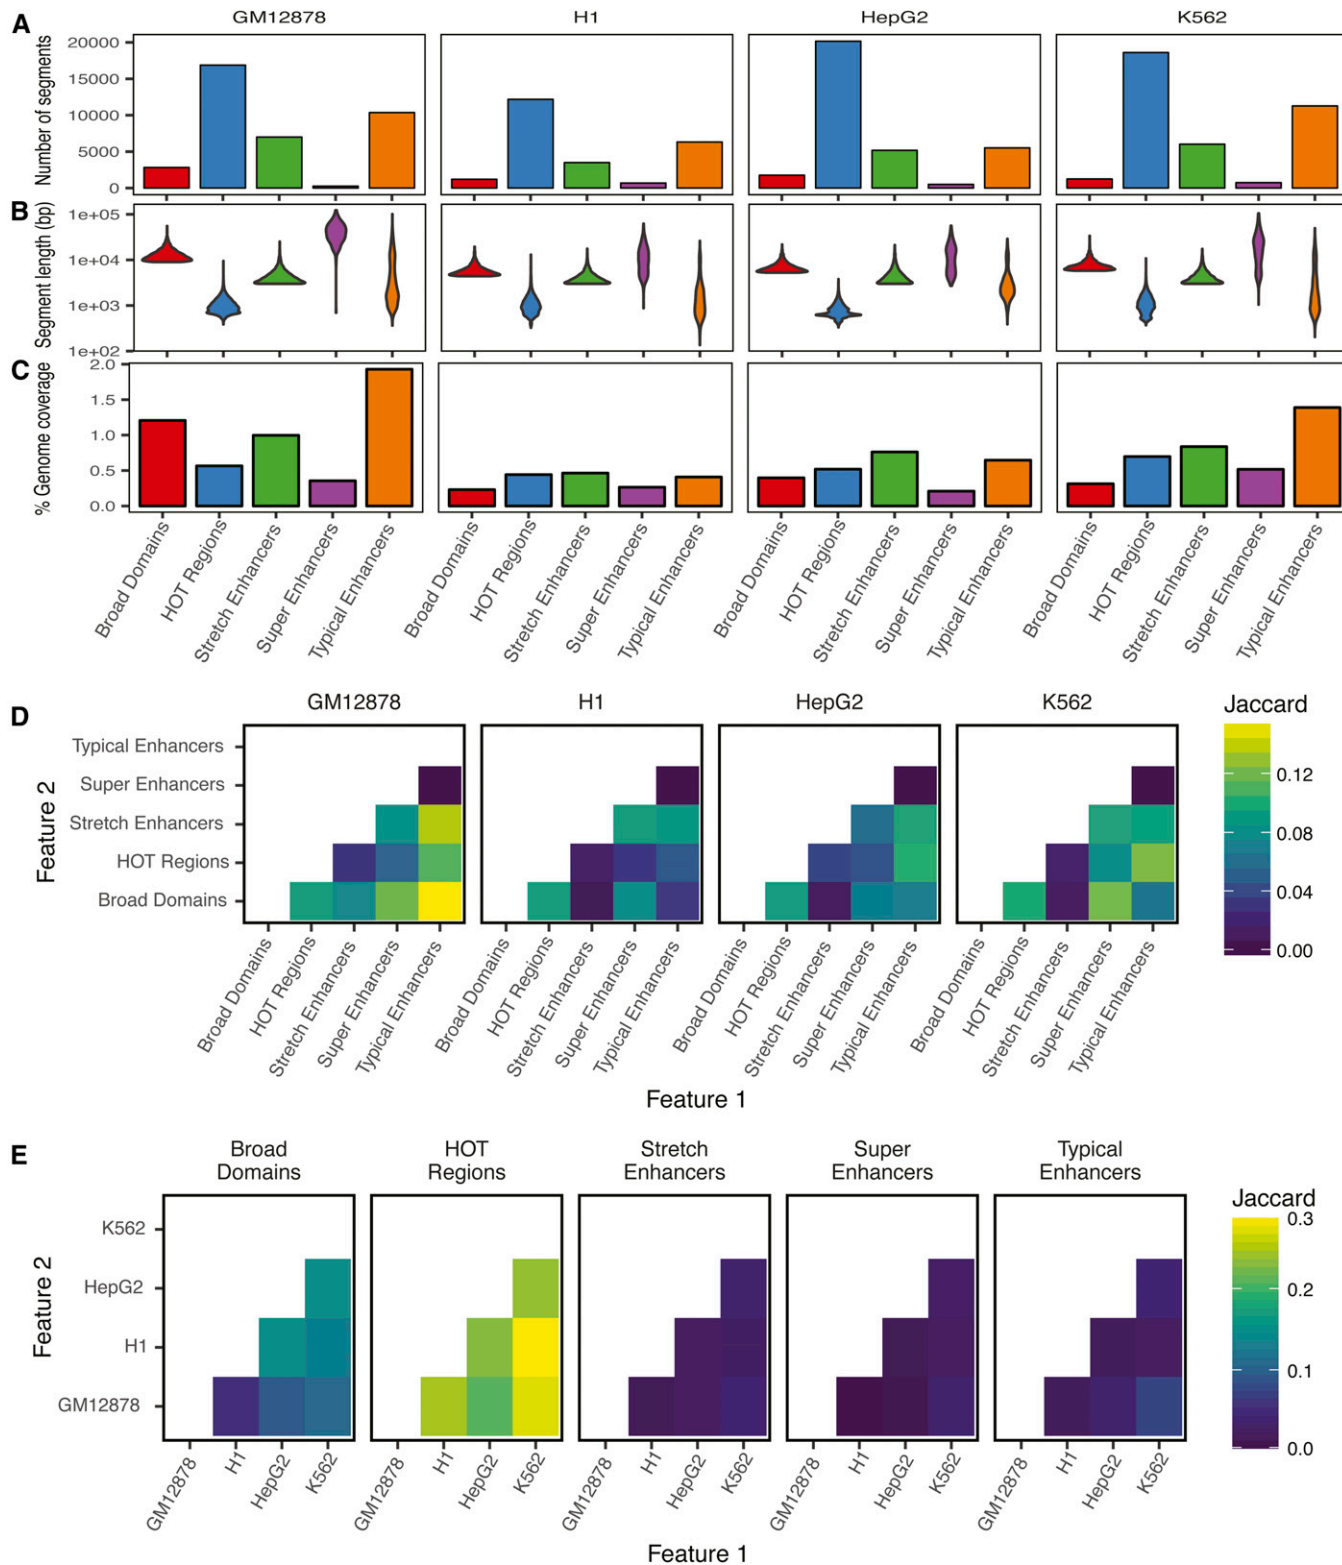 A
GM12878 H1 HepG2 K562
Number of segments
20000
15000
10000
5000
0
B
Segment length (bp)
1e+05
1e+04
1e+03
1e+02
C
% Genome coverage
2.0
1.5
1.0
0.5
0.0
Broad Domains HOT Regions Stretch Enhancers Super Enhancers Typical Enhancers Broad Domains HOT Regions Stretch Enhancers Super Enhancers Typical Enhancers Broad Domains HOT Regions Stretch Enhancers Super Enhancers Typical Enhancers Broad Domains HOT Regions Stretch Enhancers Super Enhancers Typical Enhancers
D
GM12878 H1 HepG2 K562
Feature 2
Typical Enhancers
Super Enhancers
Stretch Enhancers
HOT Regions
Broad Domains
Jaccard
0.12
0.08
0.04
0.00
Broad Domains HOT Regions Stretch Enhancers Super Enhancers Typical Enhancers Broad Domains HOT Regions Stretch Enhancers Super Enhancers Typical Enhancers Broad Domains HOT Regions Stretch Enhancers Super Enhancers Typical Enhancers Broad Domains HOT Regions Stretch Enhancers Super Enhancers Typical Enhancers
Feature 1
E
Broad HOT Stretch Super Typical
Domains Regions Enhancers Enhancers Enhancers
Feature 2
K562
HepG2
H1
GM12878
Jaccard
0.3
0.2
0.1
0.0
GM12878 H1 HepG2 K562 GM12878 H1 HepG2 K562 GM12878 H1 HepG2 K562 GM12878 H1 HepG2 K562 GM12878 H1 HepG2 K562
Feature 1